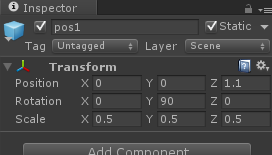 Inspector
pos1 Static
Tag Untagged Layer Scene
Transform
Position X 0 Y 0 Z 1.1
Rotation X 0 Y 90 Z 0
Scale X 0.5 Y 0.5 Z 0.5
Add Component